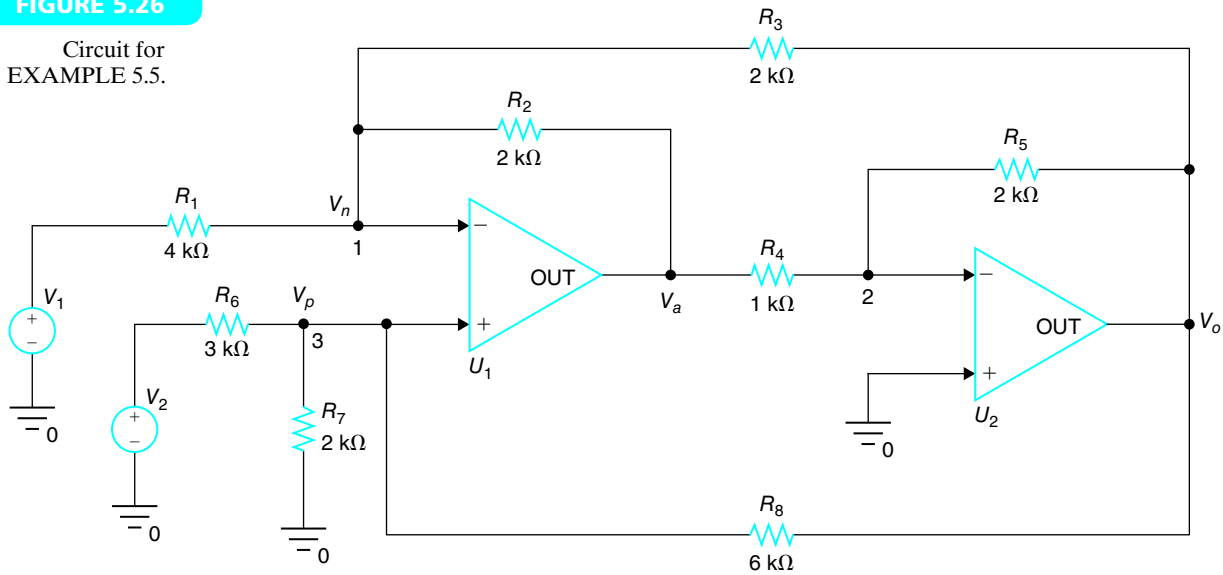 FIGURE 5.26
Circuit for
EXAMPLE 5.5.
R3
2 kΩ
R2
2 kΩ
R5
2 kΩ
R1
4 kΩ
Vn
1
−
OUT
+
U1
Va
R4
1 kΩ
2
−
OUT
+
U2
Vo
V1
+
−
0
R6
3 kΩ
Vp
3
V2
+
−
0
R7
2 kΩ
0
0
R8
6 kΩ